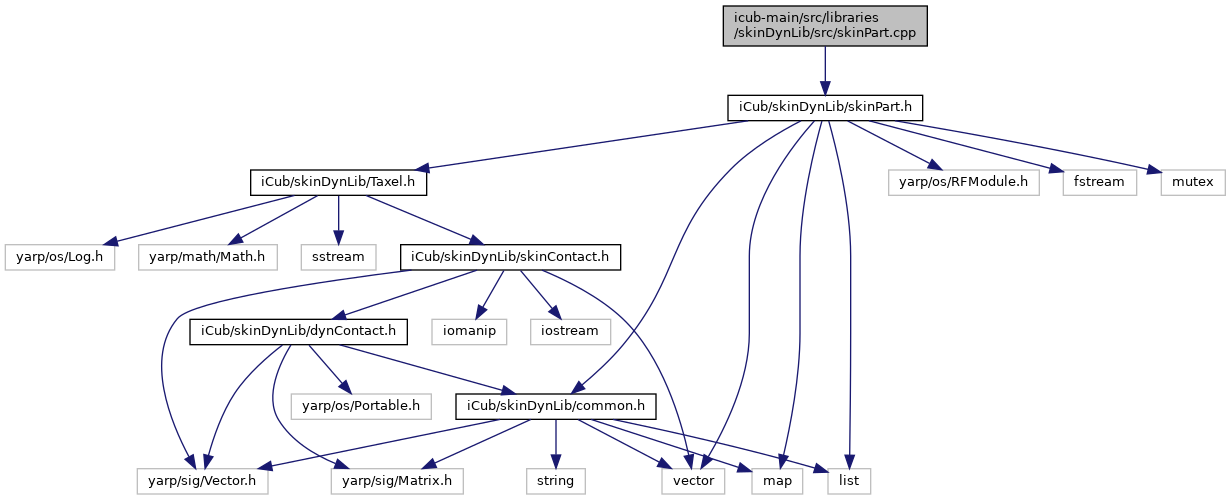 icub-main/src/libraries
/skinDynLib/src/skinPart.cpp
iCub/skinDynLib/skinPart.h
iCub/skinDynLib/Taxel.h
yarp/os/RFModule.h
fstream
mutex
yarp/os/Log.h
yarp/math/Math.h
sstream
iCub/skinDynLib/skinContact.h
iCub/skinDynLib/dynContact.h
iomanip
iostream
yarp/os/Portable.h
iCub/skinDynLib/common.h
yarp/sig/Vector.h
yarp/sig/Matrix.h
string
vector
map
list